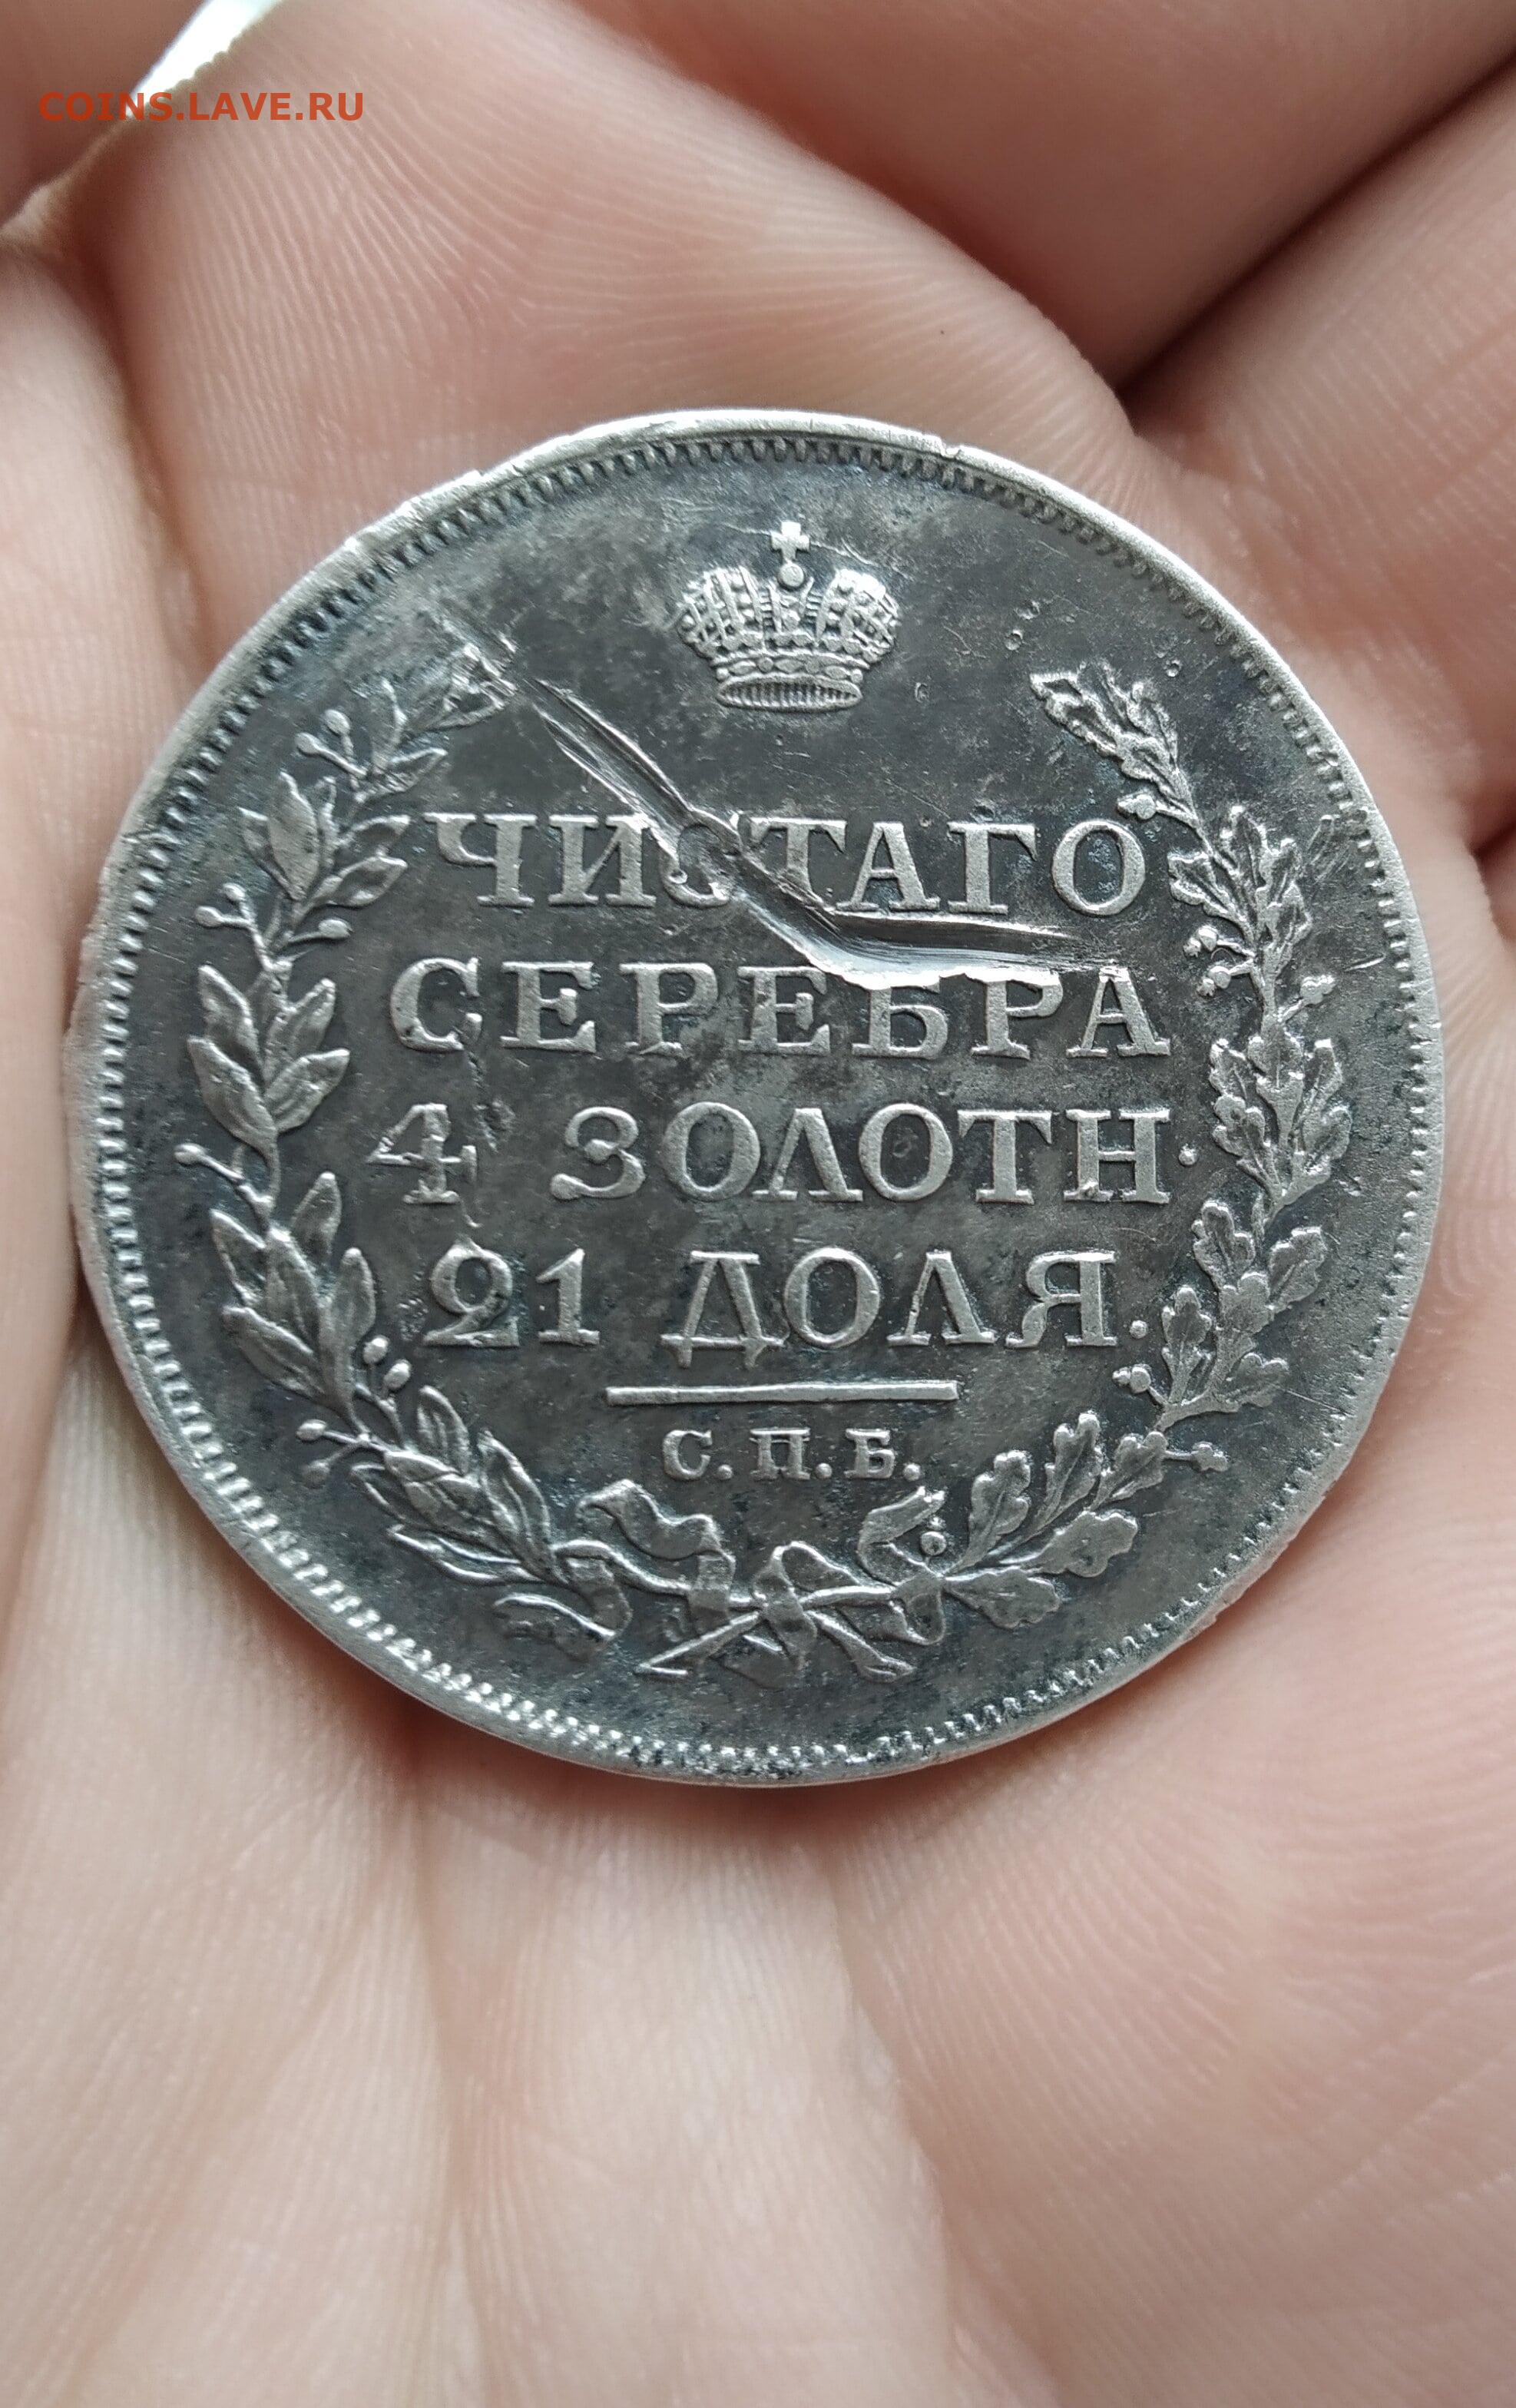 COINS.LAVE.RU
ЧИСТАГО
СЕРЕБРА
4 ЗОЛОТН.
21 ДОЛЯ.
С.П.Б.